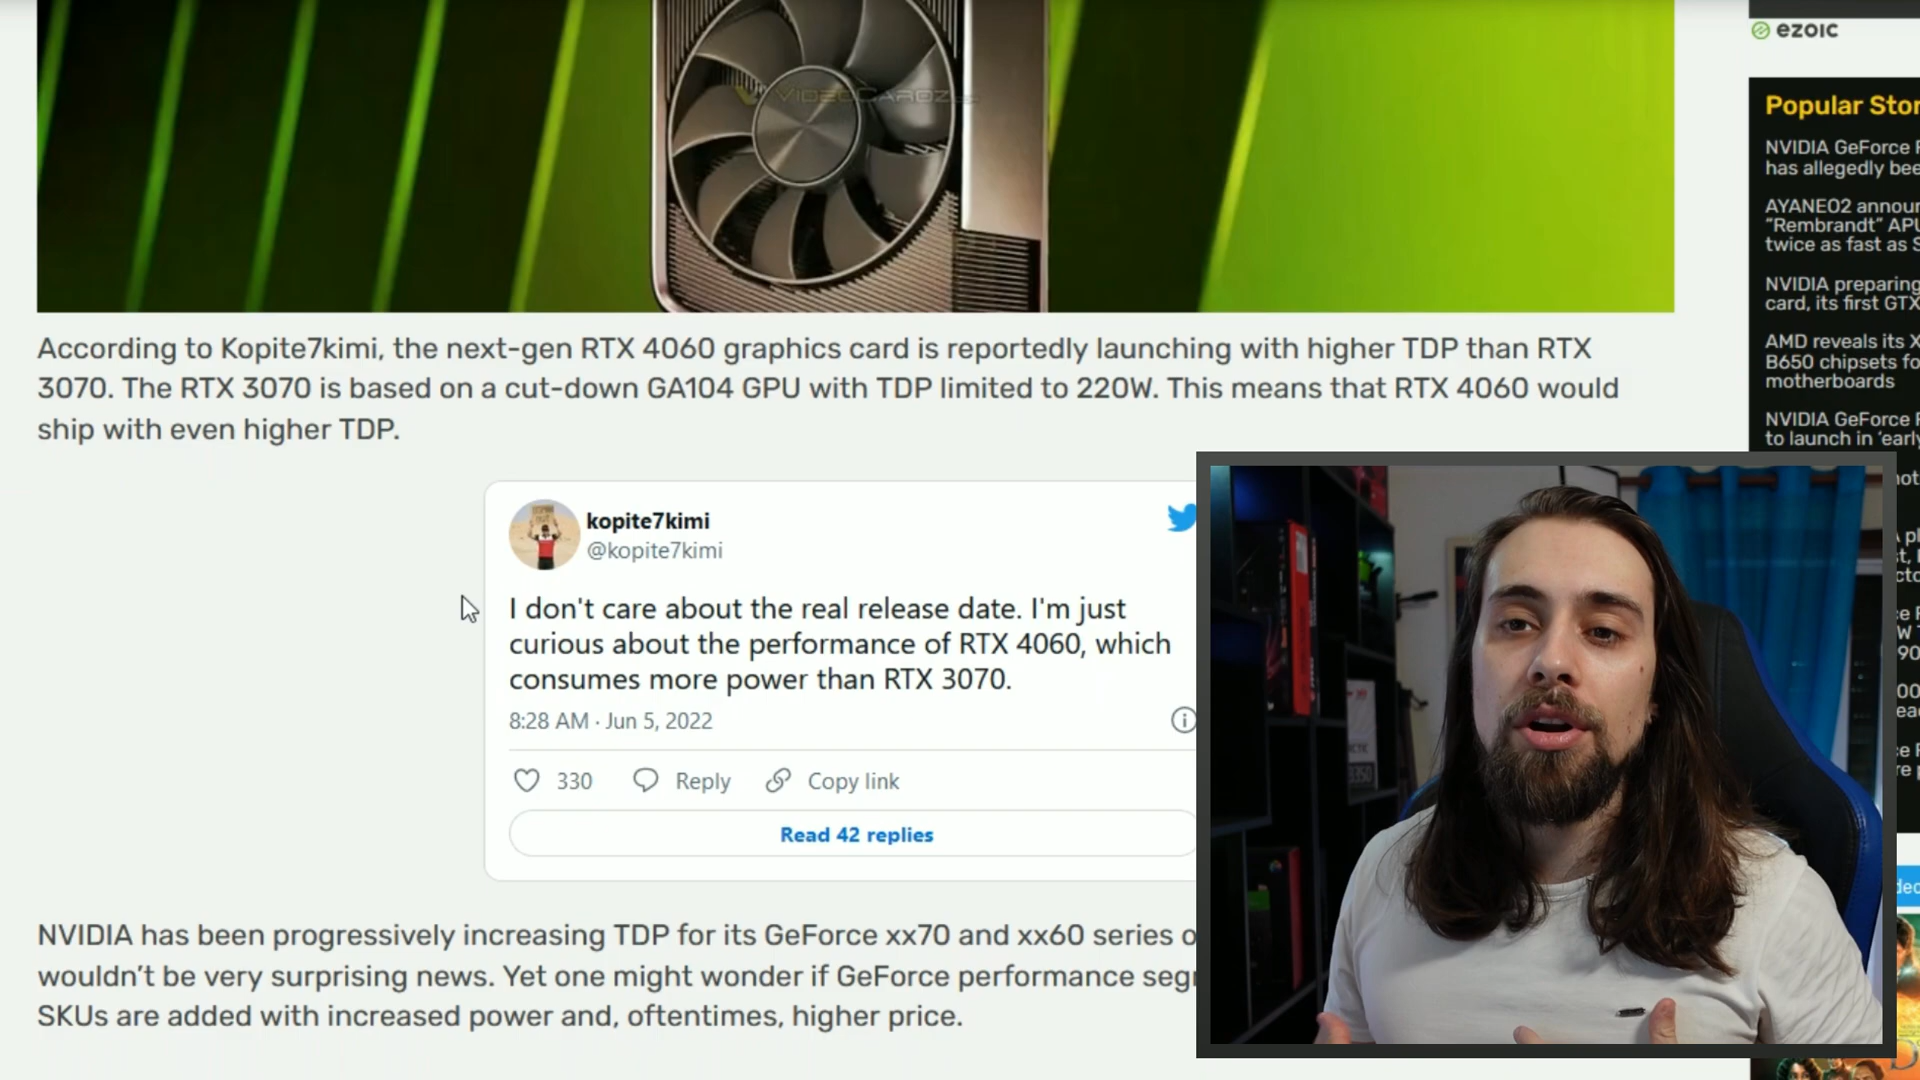 VIDEOCARDZ
ezoic
Popular Stor
NVIDIA GeForce
has allegedly bee
AYANEO2 announ
"Rembrandt" APU
twice as fast as S
NVIDIA preparing
card, its first GTX
AMD reveals its X
B650 chipsets fo
motherboards
NVIDIA GeForce
to launch in 'early
According to Kopite7kimi, the next-gen RTX 4060 graphics card is reportedly launching with higher TDP than RTX
3070. The RTX 3070 is based on a cut-down GA104 GPU with TDP limited to 220W. This means that RTX 4060 would
ship with even higher TDP.
kopite7kimi
@kopite7kimi
I don't care about the real release date. I'm just
curious about the performance of RTX 4060, which
consumes more power than RTX 3070.
8:28 AM · Jun 5, 2022
330 Reply Copy link
Read 42 replies
NVIDIA has been progressively increasing TDP for its GeForce xx70 and xx60 series o
wouldn't be very surprising news. Yet one might wonder if GeForce performance seg
SKUs are added with increased power and, oftentimes, higher price.